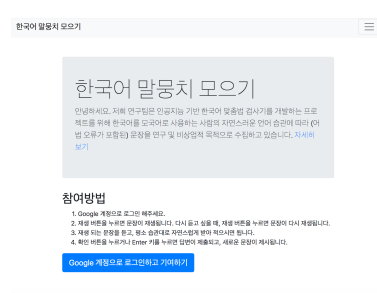 한국어 말뭉치 모으기
한국어 말뭉치 모으기
안녕하세요. 저희 연구팀은 인공지능 기반 한국어 맞춤법 검사기를 개발하는 프로
젝트를 위해 한국어를 모국어로 사용하는 사람의 자연스러운 언어 습관에 따라 (어
법 오류가 포함된) 문장을 연구 및 비상업적 목적으로 수집하고 있습니다. 자세히
보기
참여방법
1. Google 계정으로 로그인 해주세요.
2. 재생 버튼을 누르면 문장이 재생됩니다. 다시 듣고 싶을 때, 재생 버튼을 누르면 문장이 다시 재생됩니다.
3. 재생 되는 문장을 듣고, 평소 습관대로 자연스럽게 받아 적으시면 됩니다.
4. 확인 버튼을 누르거나 Enter 키를 누르면 답변이 제출되고, 새로운 문장이 제시됩니다.
Google 계정으로 로그인하고 기여하기